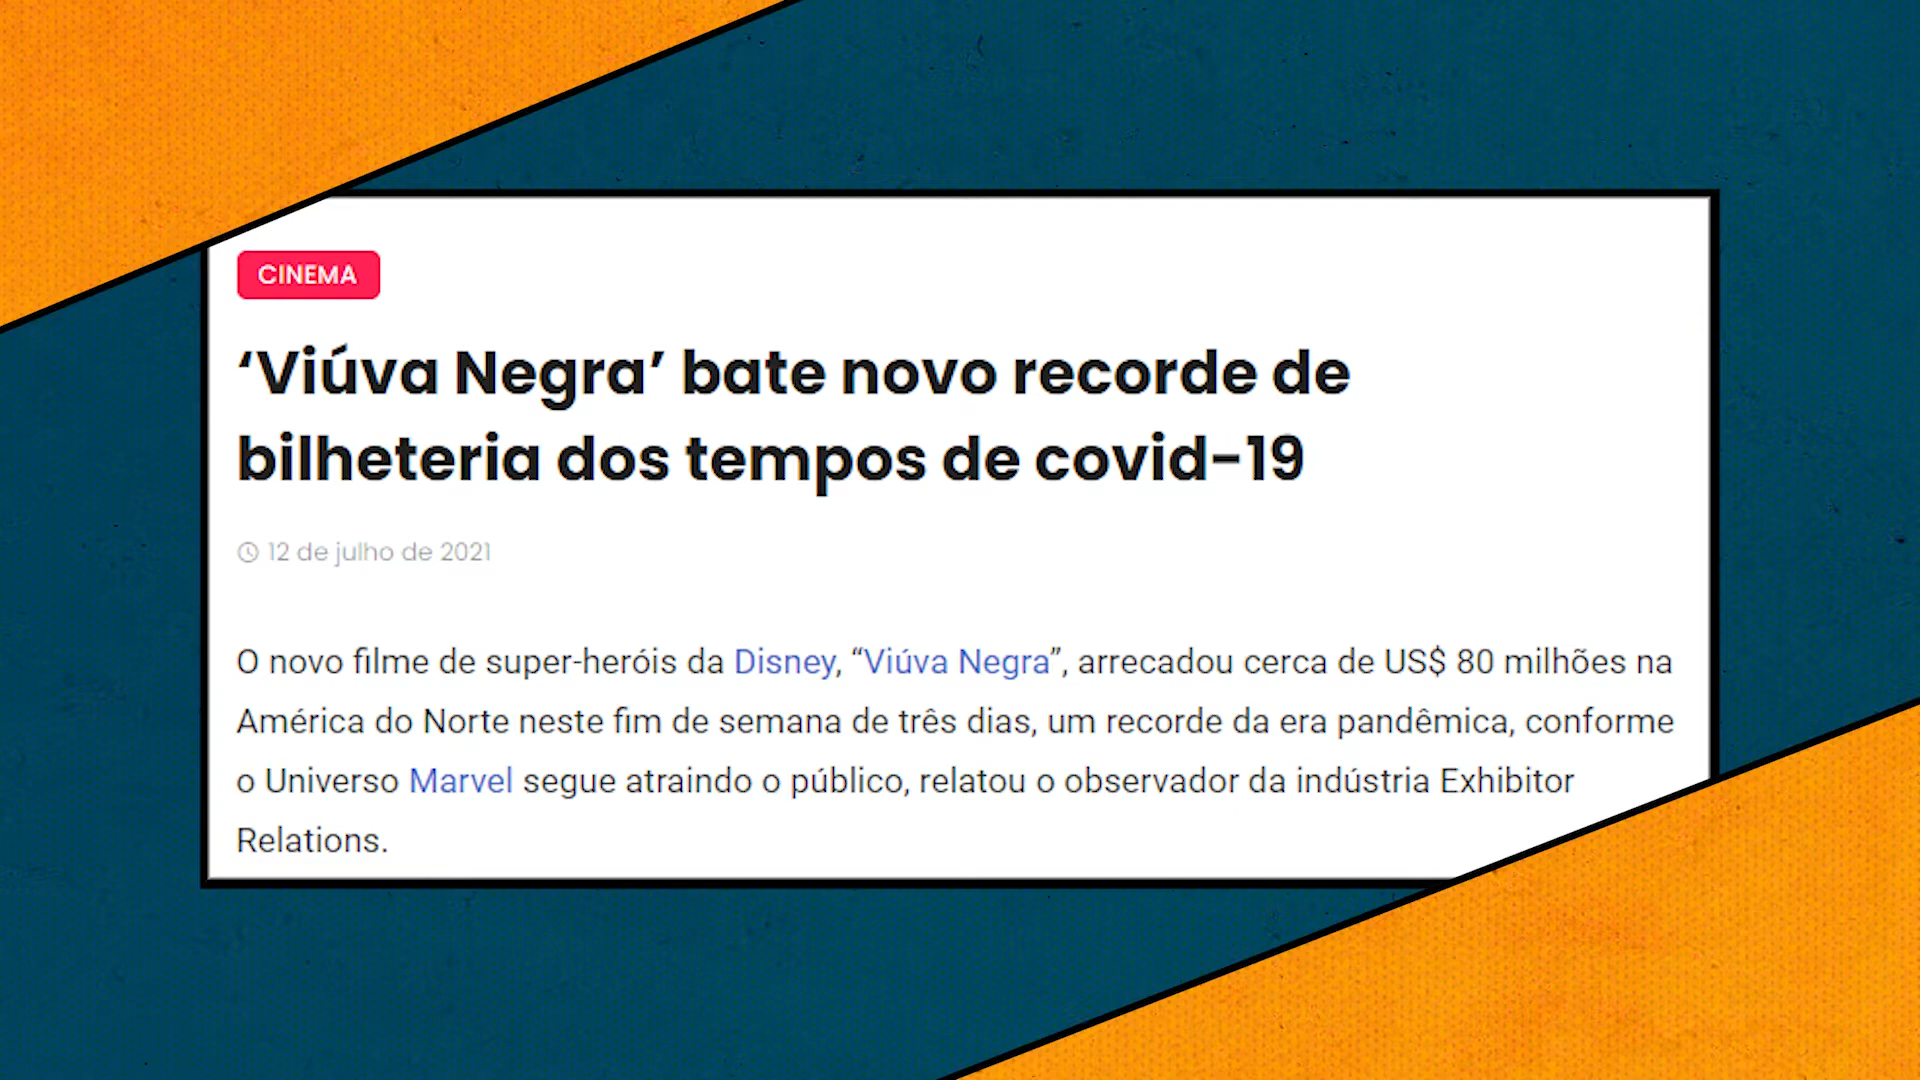 CINEMA
‘Viúva Negra’ bate novo recorde de
bilheteria dos tempos de covid-19
12 de julho de 2021
O novo filme de super-heróis da Disney, “Viúva Negra”, arrecadou cerca de US$ 80 milhões na
América do Norte neste fim de semana de três dias, um recorde da era pandêmica, conforme
o Universo Marvel segue atraindo o público, relatou o observador da indústria Exhibitor
Relations.